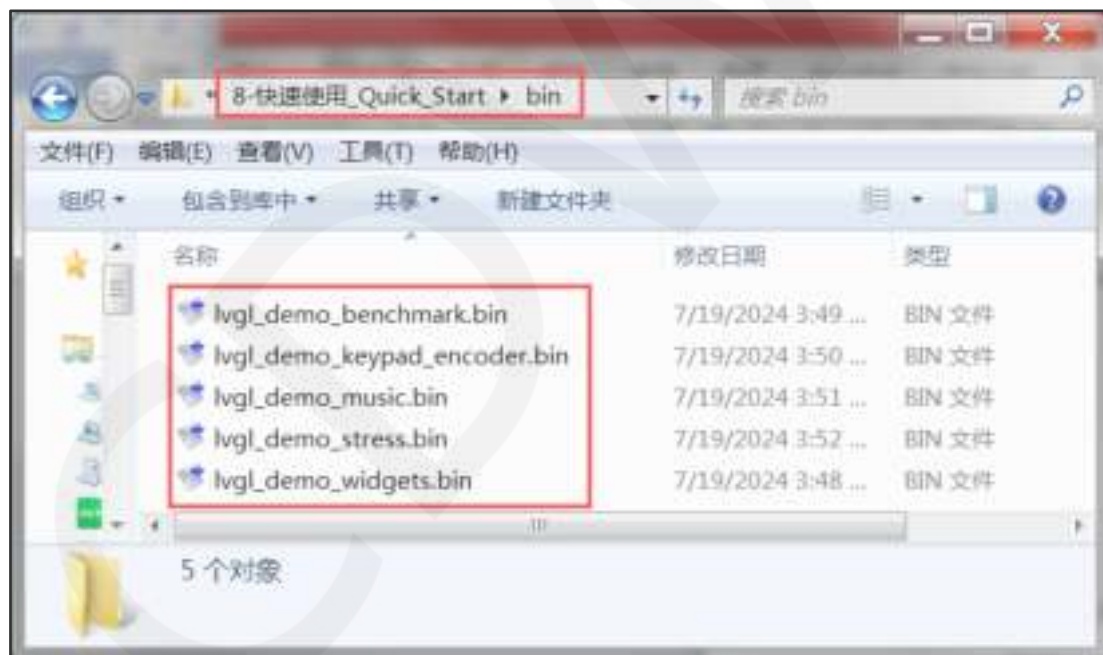 8-快速使用_Quick_Start bin
搜索 bin
文件(F) 编辑(E) 查看(V) 工具(T) 帮助(H)
组织 包含到库中 共享 新建文件夹
名称 修改日期 类型
lvgl_demo_benchmark.bin 7/19/2024 3:49 ... BIN 文件
lvgl_demo_keypad_encoder.bin 7/19/2024 3:50 ... BIN 文件
lvgl_demo_music.bin 7/19/2024 3:51 ... BIN 文件
lvgl_demo_stress.bin 7/19/2024 3:52 ... BIN 文件
lvgl_demo_widgets.bin 7/19/2024 3:48 ... BIN 文件
5 个对象